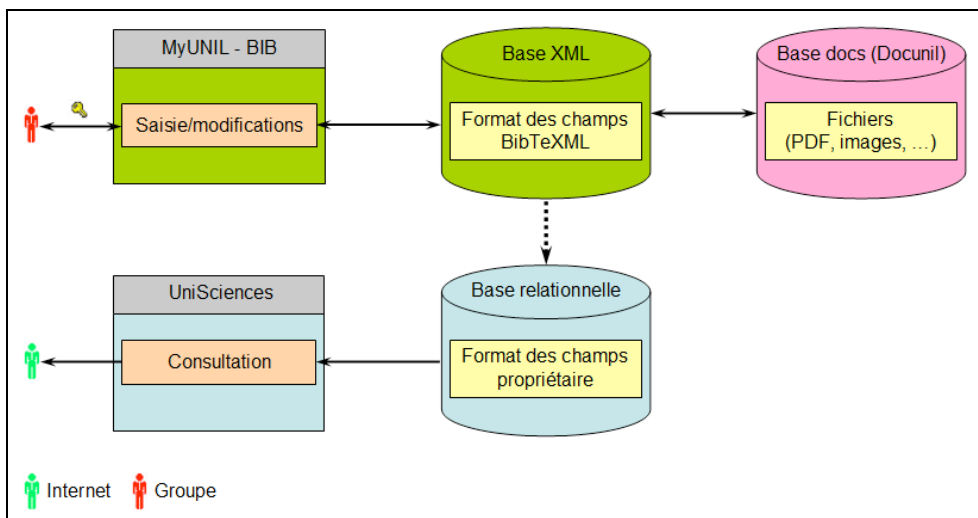 MyUNIL - BIB
Saisie/modifications
Base XML
Format des champs
BibTeXML
Base docs (Docunil)
Fichiers
(PDF, images, ...)
UniSciences
Consultation
Base relationnelle
Format des champs
propriétaire
Internet
Groupe